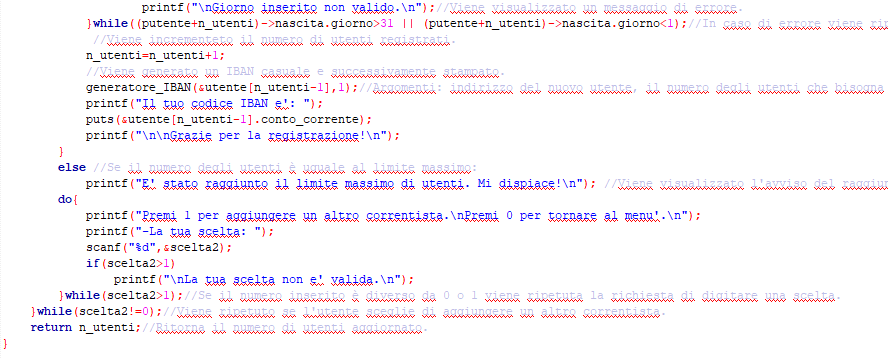 printf("\nGiorno inserito non valido.\n");//Viene visualizzato un messaggio di errore.
}while((putente+n_utenti)->nascita.giorno>31 || (putente+n_utenti)->nascita.giorno<1);//In caso di errore viene
//Viene incremento il numero di utenti registrati.
n_utenti=n_utenti+1;
//Viene generato un IBAN casuale e successivamente stampato.
generatore_IBAN(&utente[n_utenti-1],1);//Argomenti: indirizzo del nuovo utente, il numero degli utenti che bisogna
printf("Il tuo codice IBAN e': ");
puts(&utente[n_utenti-1].conto_corrente);
printf("\n\nGrazie per la registrazione!\n");
}
else //Se il numero degli utenti è uguale al limite massimo:
printf("E' stato raggiunto il limite massimo di utenti. Mi dispiace!\n"); //Viene visualizzato l'avviso del
do{
printf("Premi 1 per aggiungere un altro correntista.\nPremi 0 per tornare al menu'.\n");
printf("-La tua scelta: ");
scanf("%d",&scelta2);
if(scelta2>1)
printf("\nLa tua scelta non e' valida.\n");
}while(scelta2>1);//Se il numero inserito è diverso da 0 o 1 viene ripetuta la richiesta di digitare una scelta.
}while(scelta2!=0);//Viene ripetuto se l'utente sceglie di aggiungere un altro correntista.
return n_utenti;//Ritorna il numero di utenti aggiornato.
}